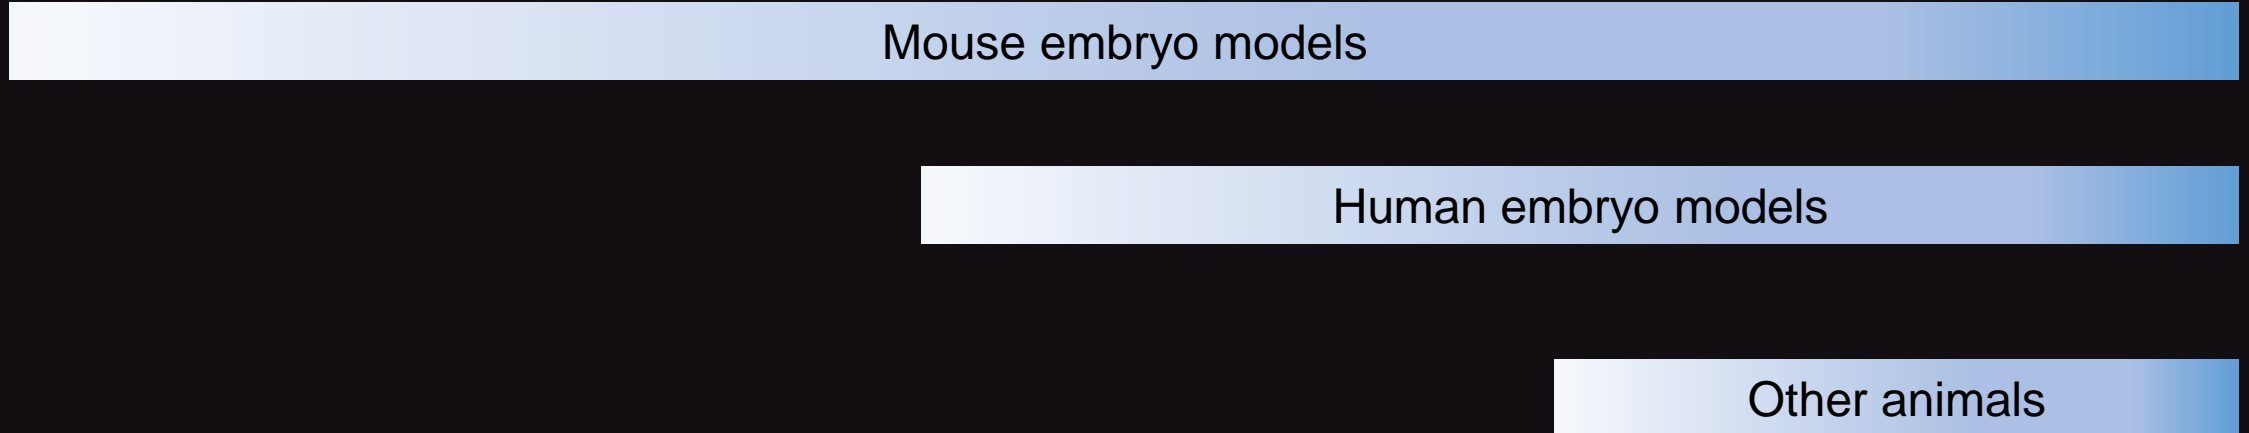 Mouse embryo models
Human embryo models
Other animals